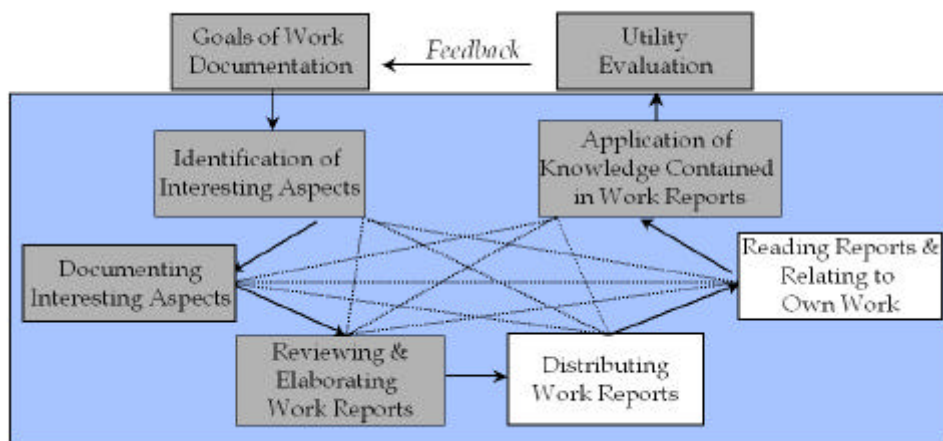 Goals of Work
Documentation
Feedback
Utility
Evaluation
Identification of
Interesting Aspects
Application of
Knowledge Contained
in Work Reports
Documenting
Interesting Aspects
Reading Reports &
Relating to
Own Work
Reviewing &
Elaborating
Work Reports
Distributing
Work Reports